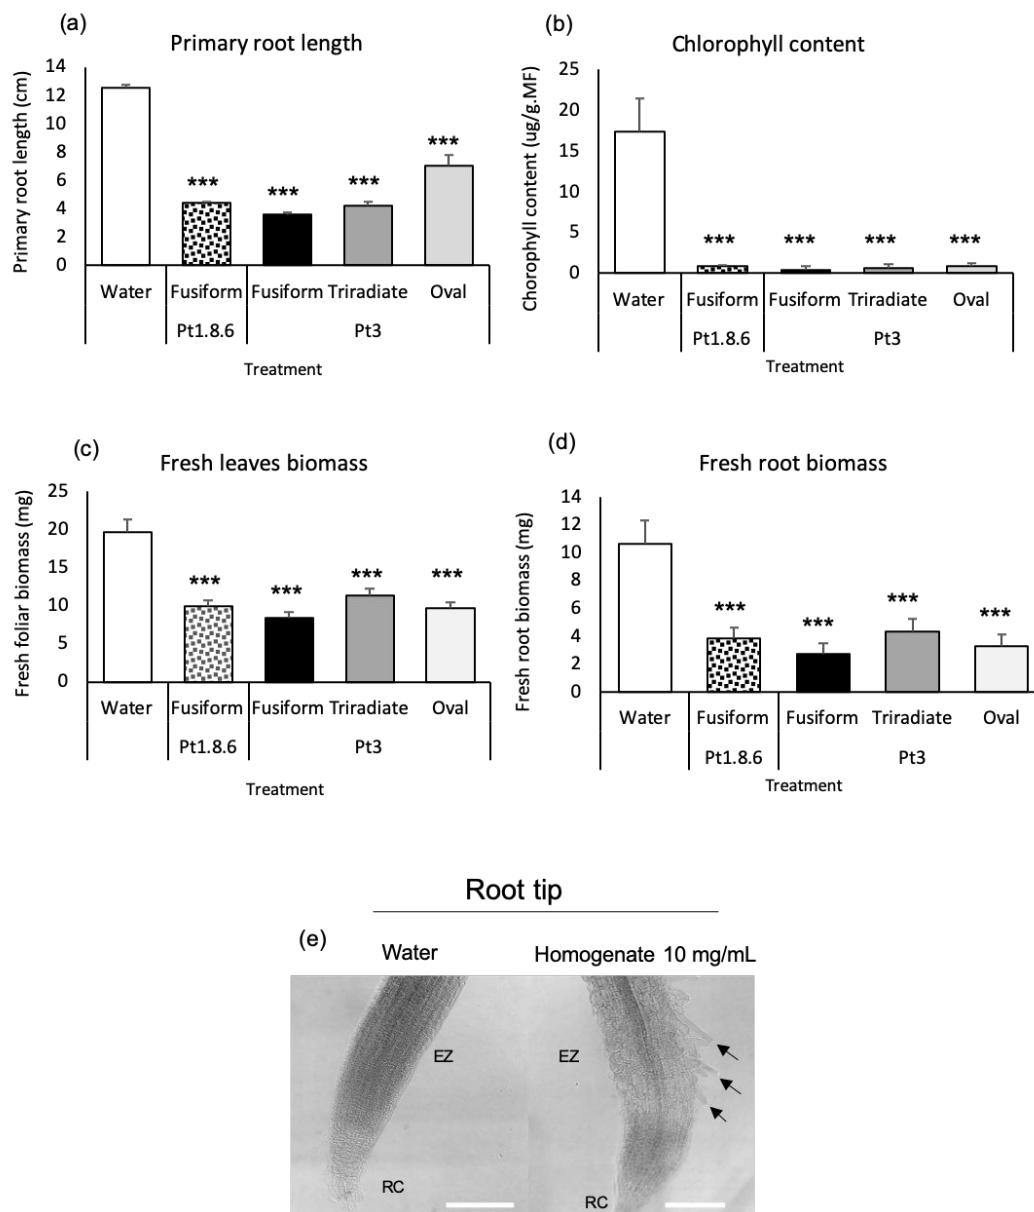 (a)
Primary root length
Primary root length (cm)
14
12
10
8
6
4
2
0
*** *** *** ***
Water Fusiform Fusiform Triradiate Oval
Pt1.8.6 Pt3
Treatment
(b)
Chlorophyll content
Chorophyll content (ug/g.MF)
25
20
15
10
5
0
*** *** *** ***
Water Fusiform Fusiform Triradiate Oval
Pt1.8.6 Pt3
Treatment
(c)
Fresh leaves biomass
Fresh foliar biomass (mg)
25
20
15
10
5
0
*** *** *** ***
Water Fusiform Fusiform Triradiate Oval
Pt1.8.6 Pt3
Treatment
(d)
Fresh root biomass
Fresh root biomass (mg)
14
12
10
8
6
4
2
0
*** *** *** ***
Water Fusiform Fusiform Triradiate Oval
Pt1.8.6 Pt3
Treatment
Root tip
(e)
Water Homogenate 10 mg/mL
EZ EZ
RC RC